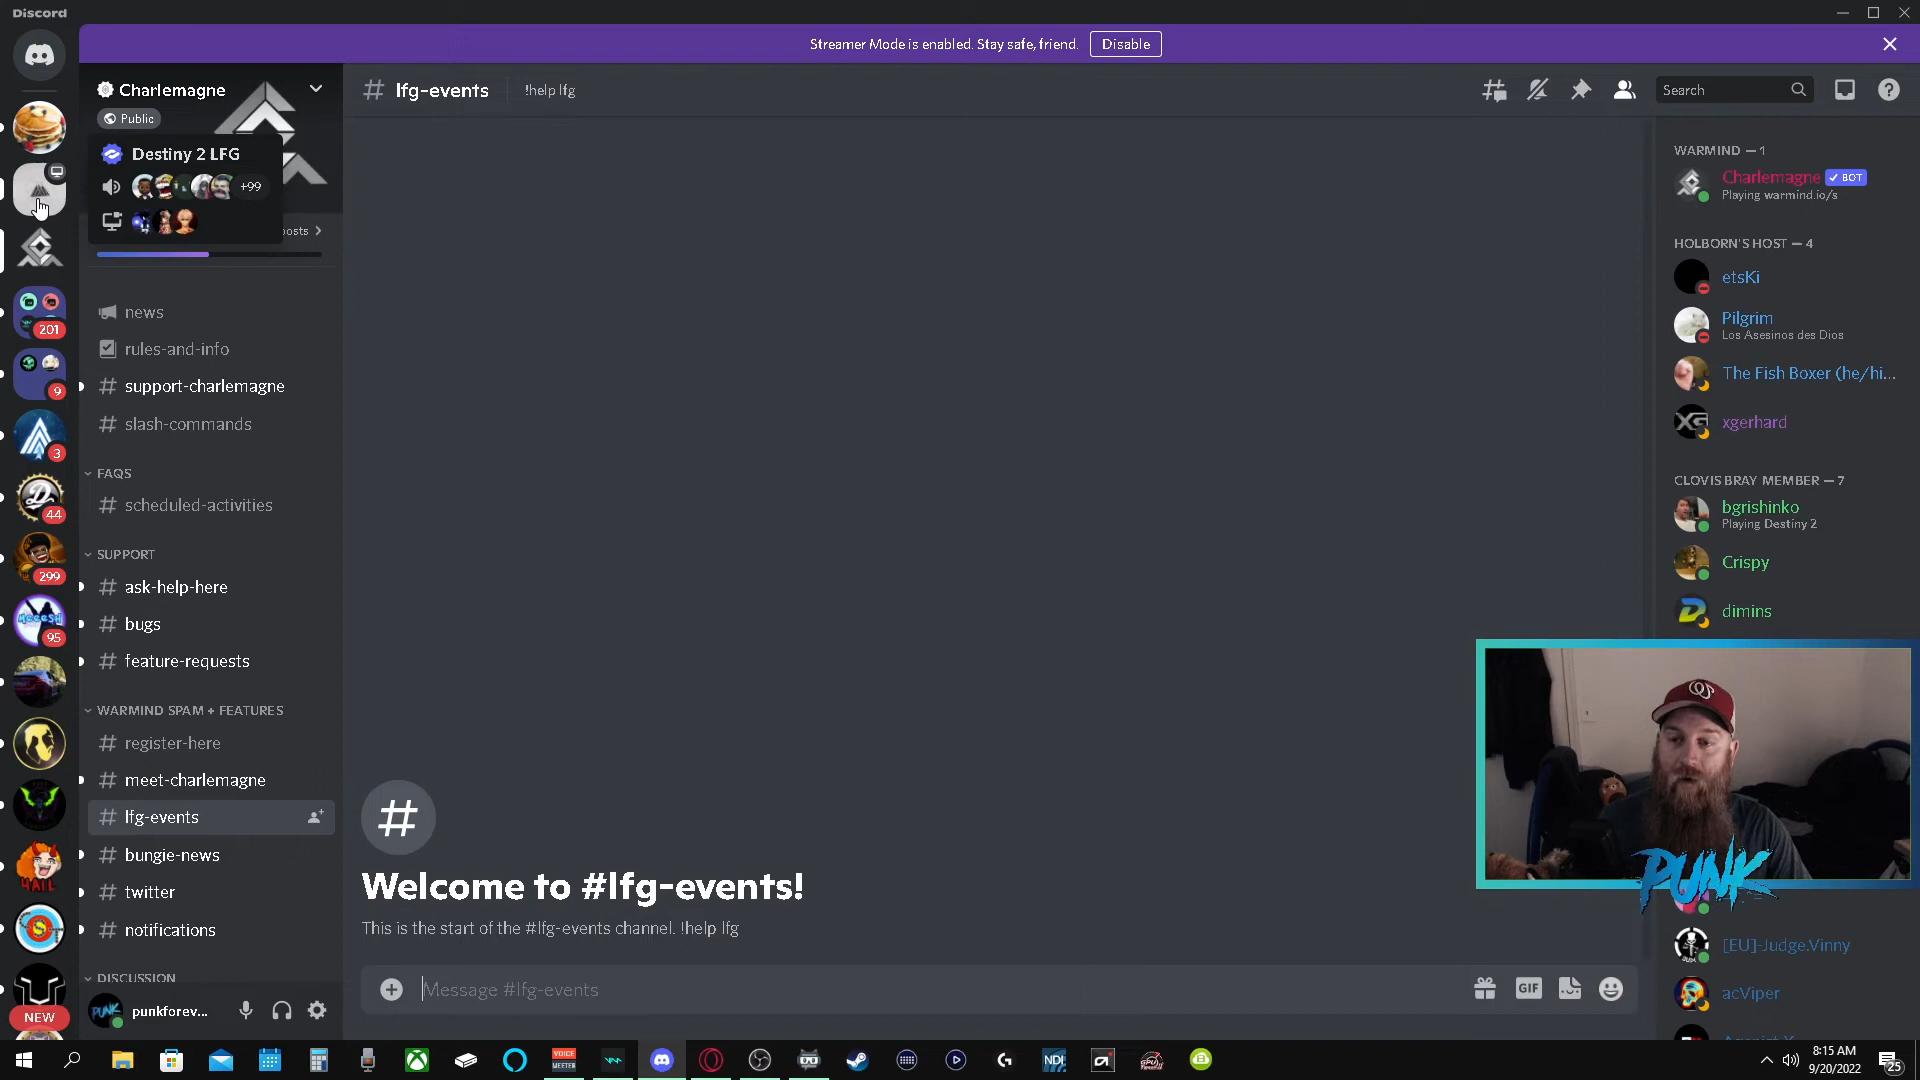 Discord
Streamer Mode is enabled. Stay safe, friend.
Disable
Charlemagne
Public
Destiny 2 LFG
+99
201
9
3
44
299
95
NEW
news
rules-and-info
support-charlemagne
slash-commands
FAQS
scheduled-activities
SUPPORT
ask-help-here
bugs
feature-requests
WARMIND SPAM + FEATURES
register-here
meet-charlemagne
lfg-events
bungie-news
twitter
notifications
DISCUSSION
punkforev...
lfg-events
!help lfg
Search
Welcome to #lfg-events!
This is the start of the #lfg-events channel. !help lfg
Message #lfg-events
GIF
WARMIND — 1
Charlemagne BOT
Playing warmind.io/s
HOLBORN'S HOST — 4
etsKi
Pilgrim
Los Asesinos des Dios
The Fish Boxer (he/hi...
xgerhard
CLOVIS BRAY MEMBER — 7
bgrishinko
Playing Destiny 2
Crispy
dimins
PUNK
[EU]-Judge.Vinny
acViper
VOICE MEETER
NDI
8:15 AM
9/20/2022
25